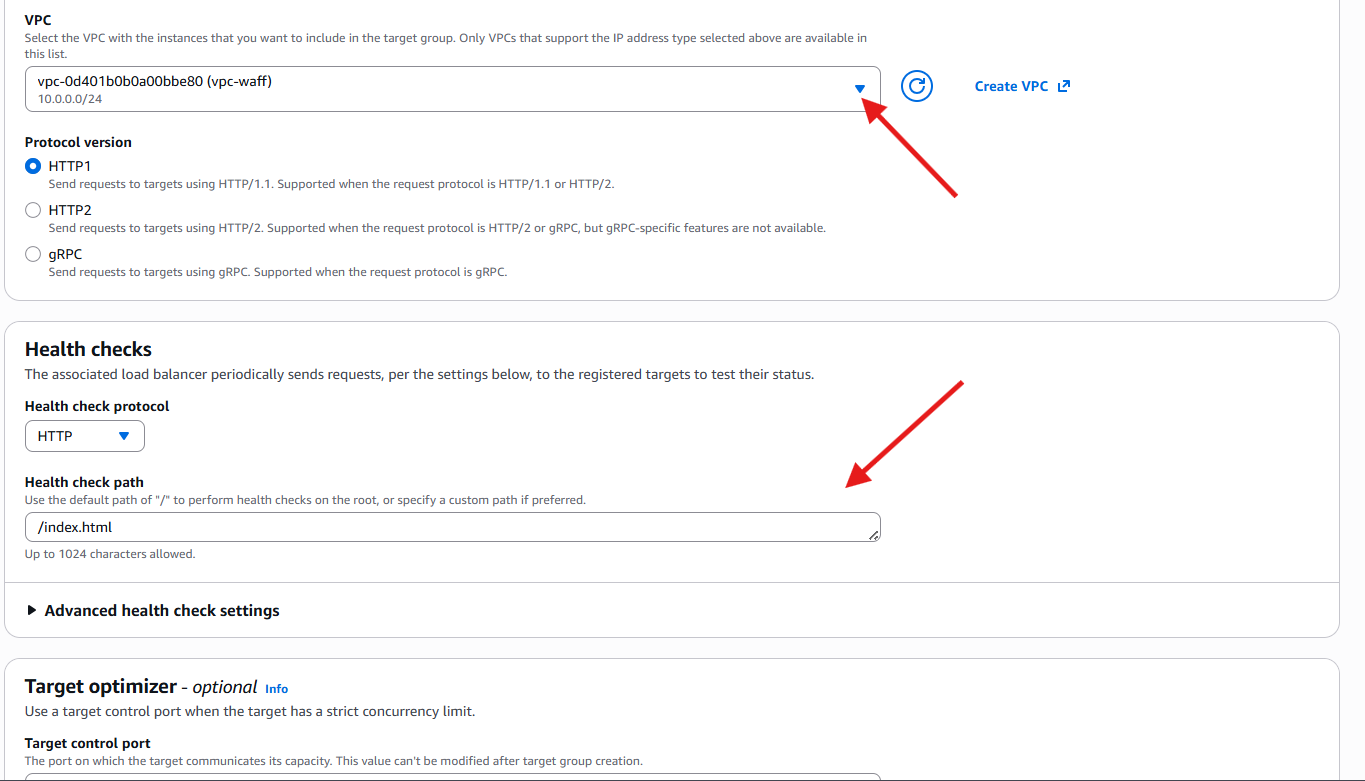 VPC
Select the VPC with the instances that you want to include in the target group. Only VPCs that support the IP address type selected above are available in
this list.
vpc-0d401b0b0a00bbe80 (vpc-waff)
10.0.0.0/24
Create VPC
Protocol version
HTTP1
Send requests to targets using HTTP/1.1. Supported when the request protocol is HTTP/1.1 or HTTP/2.
HTTP2
Send requests to targets using HTTP/2. Supported when the request protocol is HTTP/2 or gRPC, but gRPC-specific features are not available.
gRPC
Send requests to targets using gRPC. Supported when the request protocol is gRPC.
Health checks
The associated load balancer periodically sends requests, per the settings below, to the registered targets to test their status.
Health check protocol
HTTP
Health check path
Use the default path of "/" to perform health checks on the root, or specify a custom path if preferred.
/index.html
Up to 1024 characters allowed.
Advanced health check settings
Target optimizer - optional Info
Use a target control port when the target has a strict concurrency limit.
Target control port
The port on which the target communicates its capacity. This value can't be modified after target group creation.